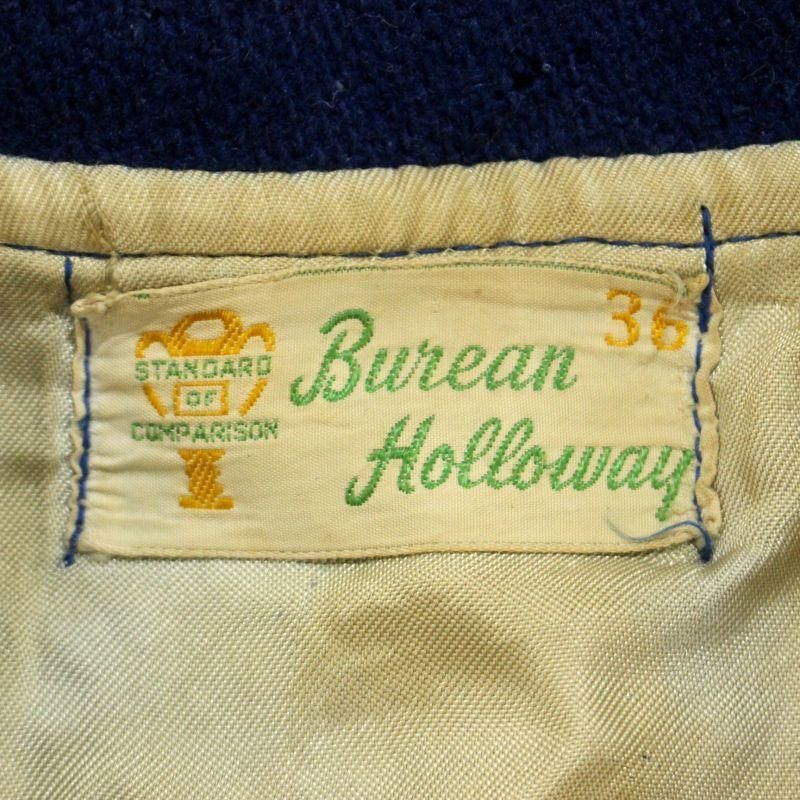 36
STANDARD
OF
COMPARISON
Burean
Holloway